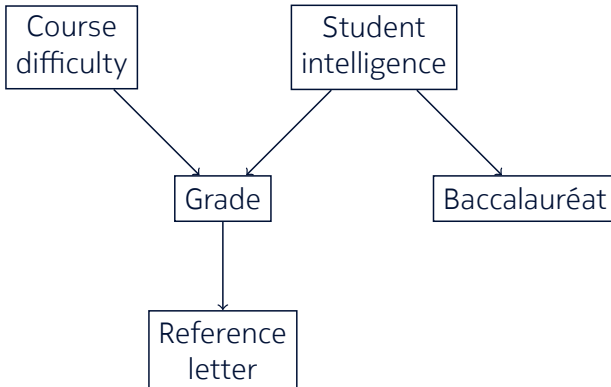 Course
difficulty
Student
intelligence
Grade
Baccalauréat
Reference
letter